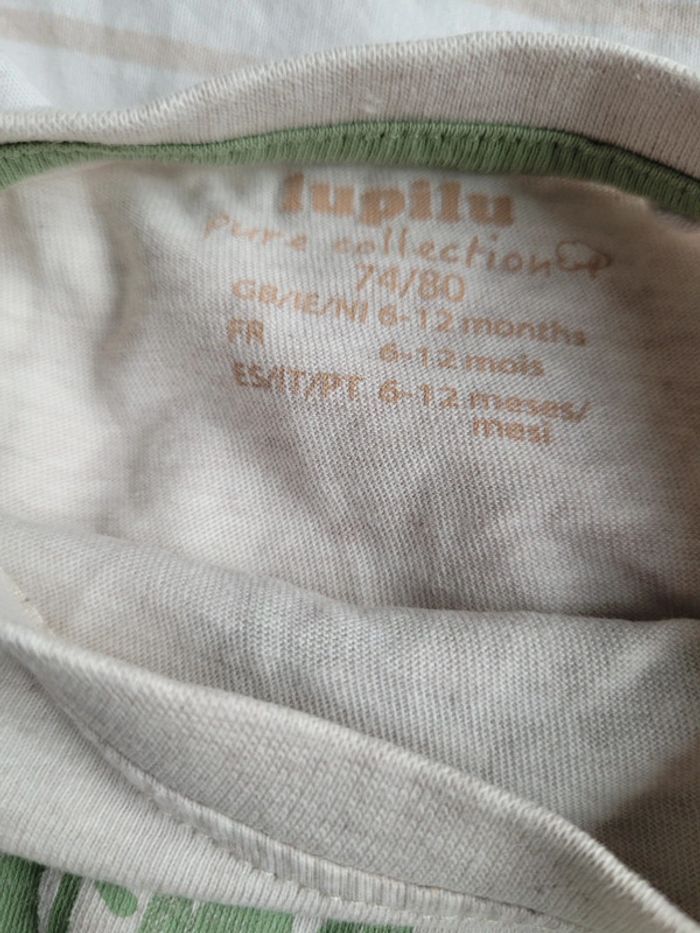 lupilu
pure collection
74/80
GB/IE/NI 6-12 months
FR 6-12 mois
ES/IT/PT 6-12 meses/
mesi